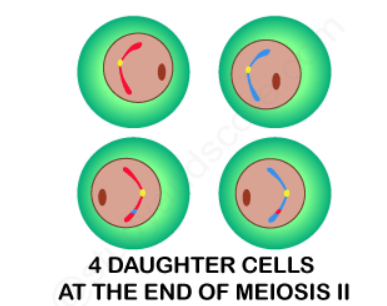 4 DAUGHTER CELLS
AT THE END OF MEIOSIS II